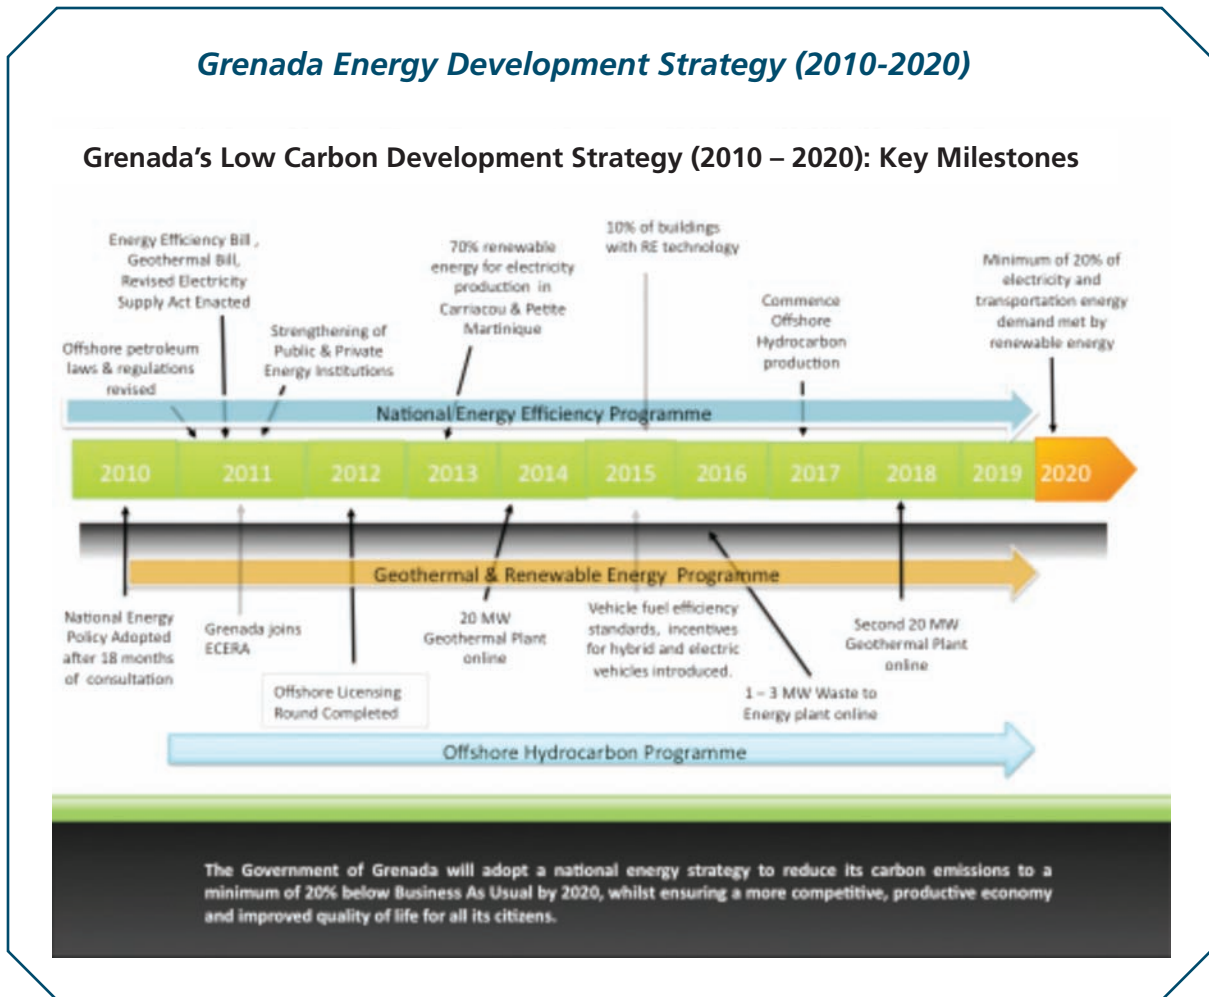 Grenada Energy Development Strategy (2010-2020)
Grenada's Low Carbon Development Strategy (2010 – 2020): Key Milestones
Energy Efficiency Bill ,
Geothermal Bill,
Revised Electricity
Supply Act Enacted
70% renewable
energy for electricity
production in
Carriacou & Petite
Martinique
10% of buildings
with RE technology
Minimum of 20% of
electricity and
transportation energy
demand met by
renewable energy
Commence
Offshore
Hydrocarbon
production
Strengthening of
Public & Private
Energy Institutions
Offshore petroleum
laws & regulations
revised
National Energy Efficiency Programme
2010
2011
2012
2013
2014
2015
2016
2017
2018
2019
2020
Geothermal & Renewable Energy Programme
National Energy
Policy Adopted
after 18 months
of consultation
Grenada joins
ECERA
Offshore Licensing
Round Completed
20 MW
Geothermal Plant
online
Vehicle fuel efficiency
standards, incentives
for hybrid and electric
vehicles introduced.
1 – 3 MW Waste to
Energy plant online
Second 20 MW
Geothermal Plant
online
Offshore Hydrocarbon Programme
The Government of Grenada will adopt a national energy strategy to reduce its carbon emissions to a
minimum of 20% below Business As Usual by 2020, whilst ensuring a more competitive, productive economy
and improved quality of life for all its citizens.